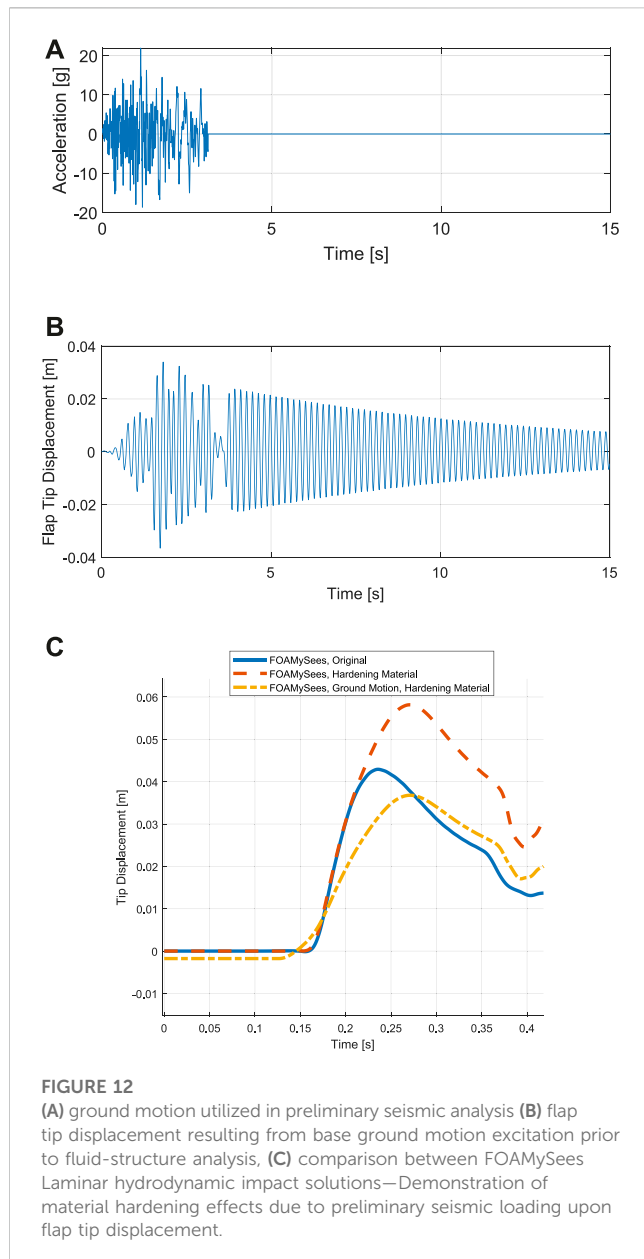 A
Acceleration [g]
20
10
0
-10
-20
0
5
10
15
Time [s]
B
Flap Tip Displacement [m]
0.04
0.02
0
-0.02
-0.04
0
5
10
15
Time [s]
C
FOAMySees, Original
FOAMySees, Hardening Material
FOAMySees, Ground Motion, Hardening Material
Tip Displacement [m]
0.06
0.05
0.04
0.03
0.02
0.01
0
-0.01
0
0.05
0.1
0.15
0.2
0.25
0.3
0.35
0.4
Time [s]
FIGURE 12
(A) ground motion utilized in preliminary seismic analysis (B) flap
tip displacement resulting from base ground motion excitation prior
to fluid-structure analysis, (C) comparison between FOAMySees
Laminar hydrodynamic impact solutions—Demonstration of
material hardening effects due to preliminary seismic loading upon
flap tip displacement.